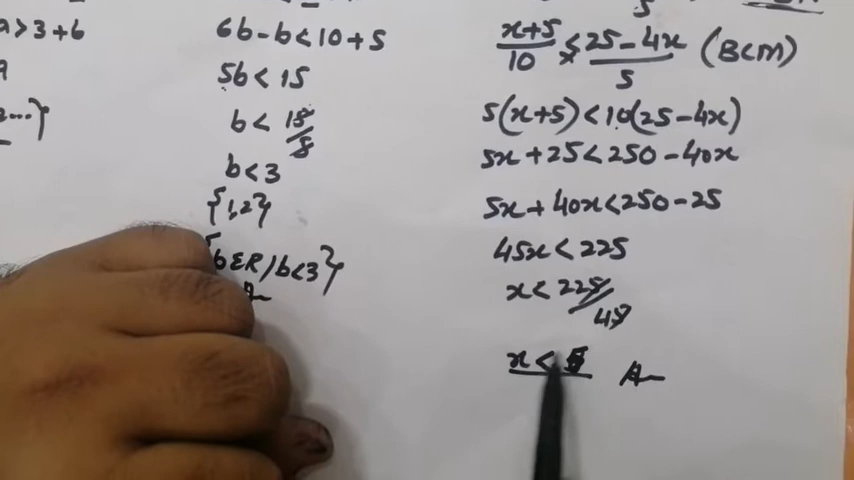 a>3+6
6b-b<10+5
5b<15
b<15/5
b<3
{1,2}
{bεR/b<3}
x+5/10 < 25-4x/5 (BCM)
5(x+5)<10(25-4x)
5x+25<250-40x
5x+40x<250-25
45x<225
x<225/45
x<5